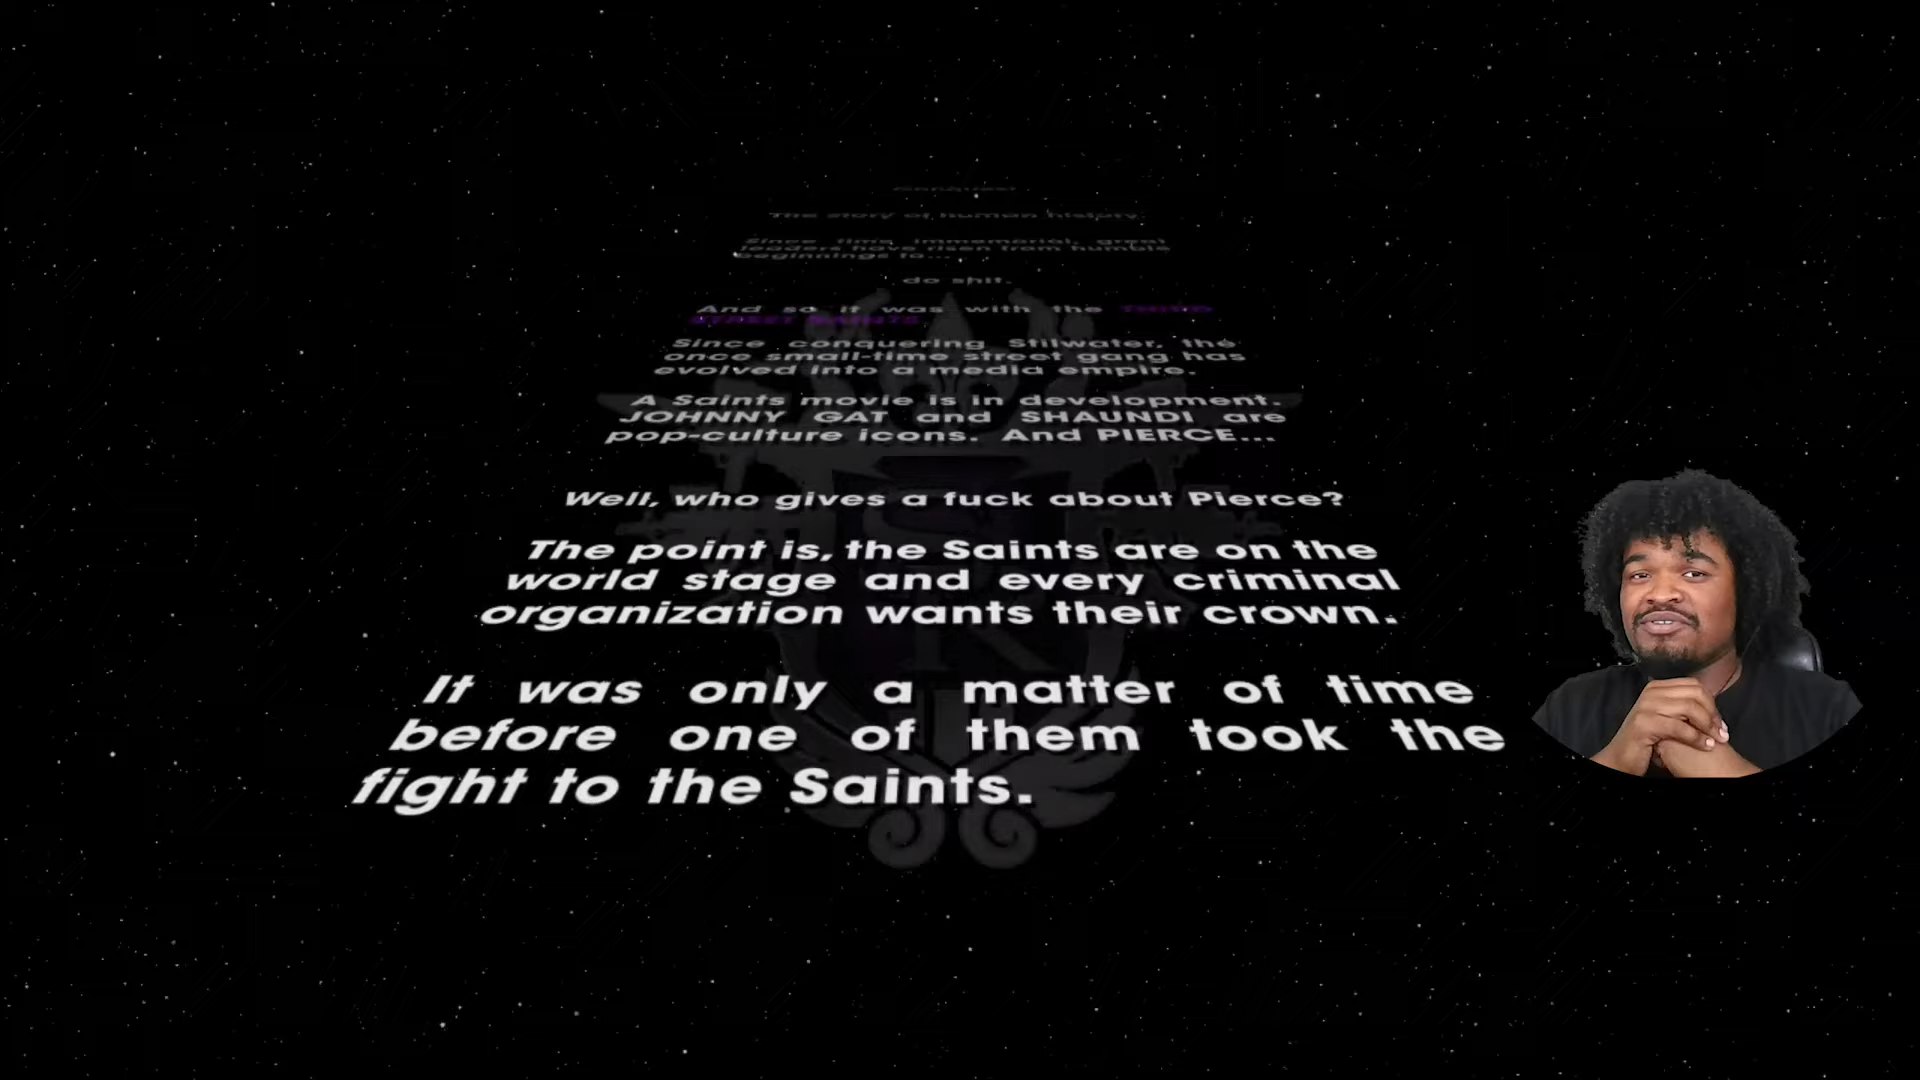 The story of human history.
Since time immemorial, great
leaders have risen from humble
beginnings to...
do shit.
And so it was with the THIRD
STREET SAINTS
Since conquering Stilwater, the
once small-time street gang has
evolved into a media empire.
A Saints movie is in development.
JOHNNY GAT and SHAUNDI are
pop-culture icons. And PIERCE...
Well, who gives a fuck about Pierce?
The point is, the Saints are on the
world stage and every criminal
organization wants their crown.
It was only a matter of time
before one of them took the
fight to the Saints.